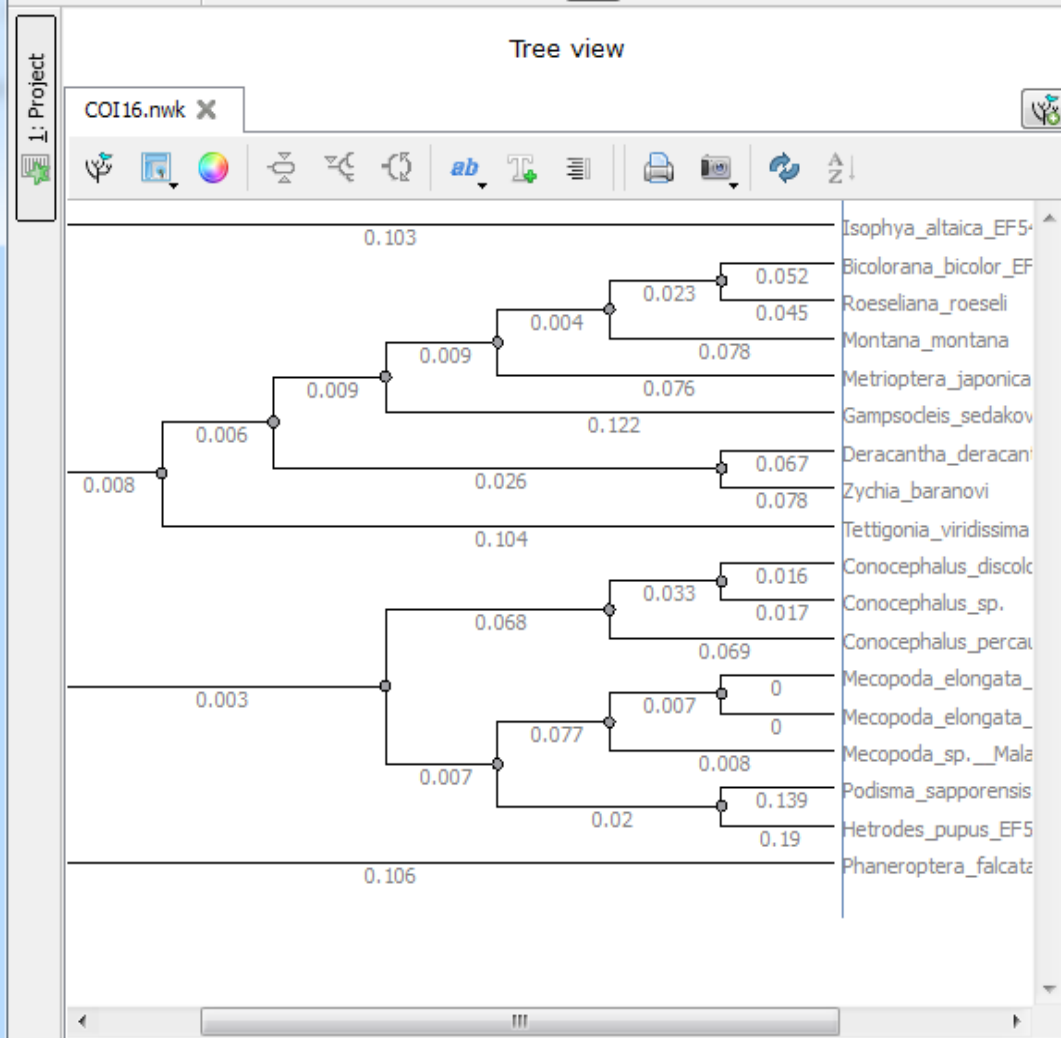 Tree view
1: Project
COI16.nwk
ab
A
Z
Isophya_altaica_EF54
0.103
Bicolorana_bicolor_EF
0.052
0.023
Roeseliana_roeseli
0.045
0.004
Montana_montana
0.078
0.009
Metrioptera_japonica
0.076
0.009
Gampsocleis_sedakov
0.122
0.006
Deracantha_deracant
0.067
0.026
Zychia_baranovi
0.078
0.008
Tettigonia_viridissima
0.104
Conocephalus_discolo
0.016
0.033
Conocephalus_sp.
0.017
0.068
Conocephalus_percau
0.069
Mecopoda_elongata_
0
0.007
Mecopoda_elongata_
0
0.077
Mecopoda_sp.__Mala
0.008
0.003
0.007
Podisma_sapporensis
0.139
0.02
Hetrodes_pupus_EF5
0.19
Phaneroptera_falcata
0.106